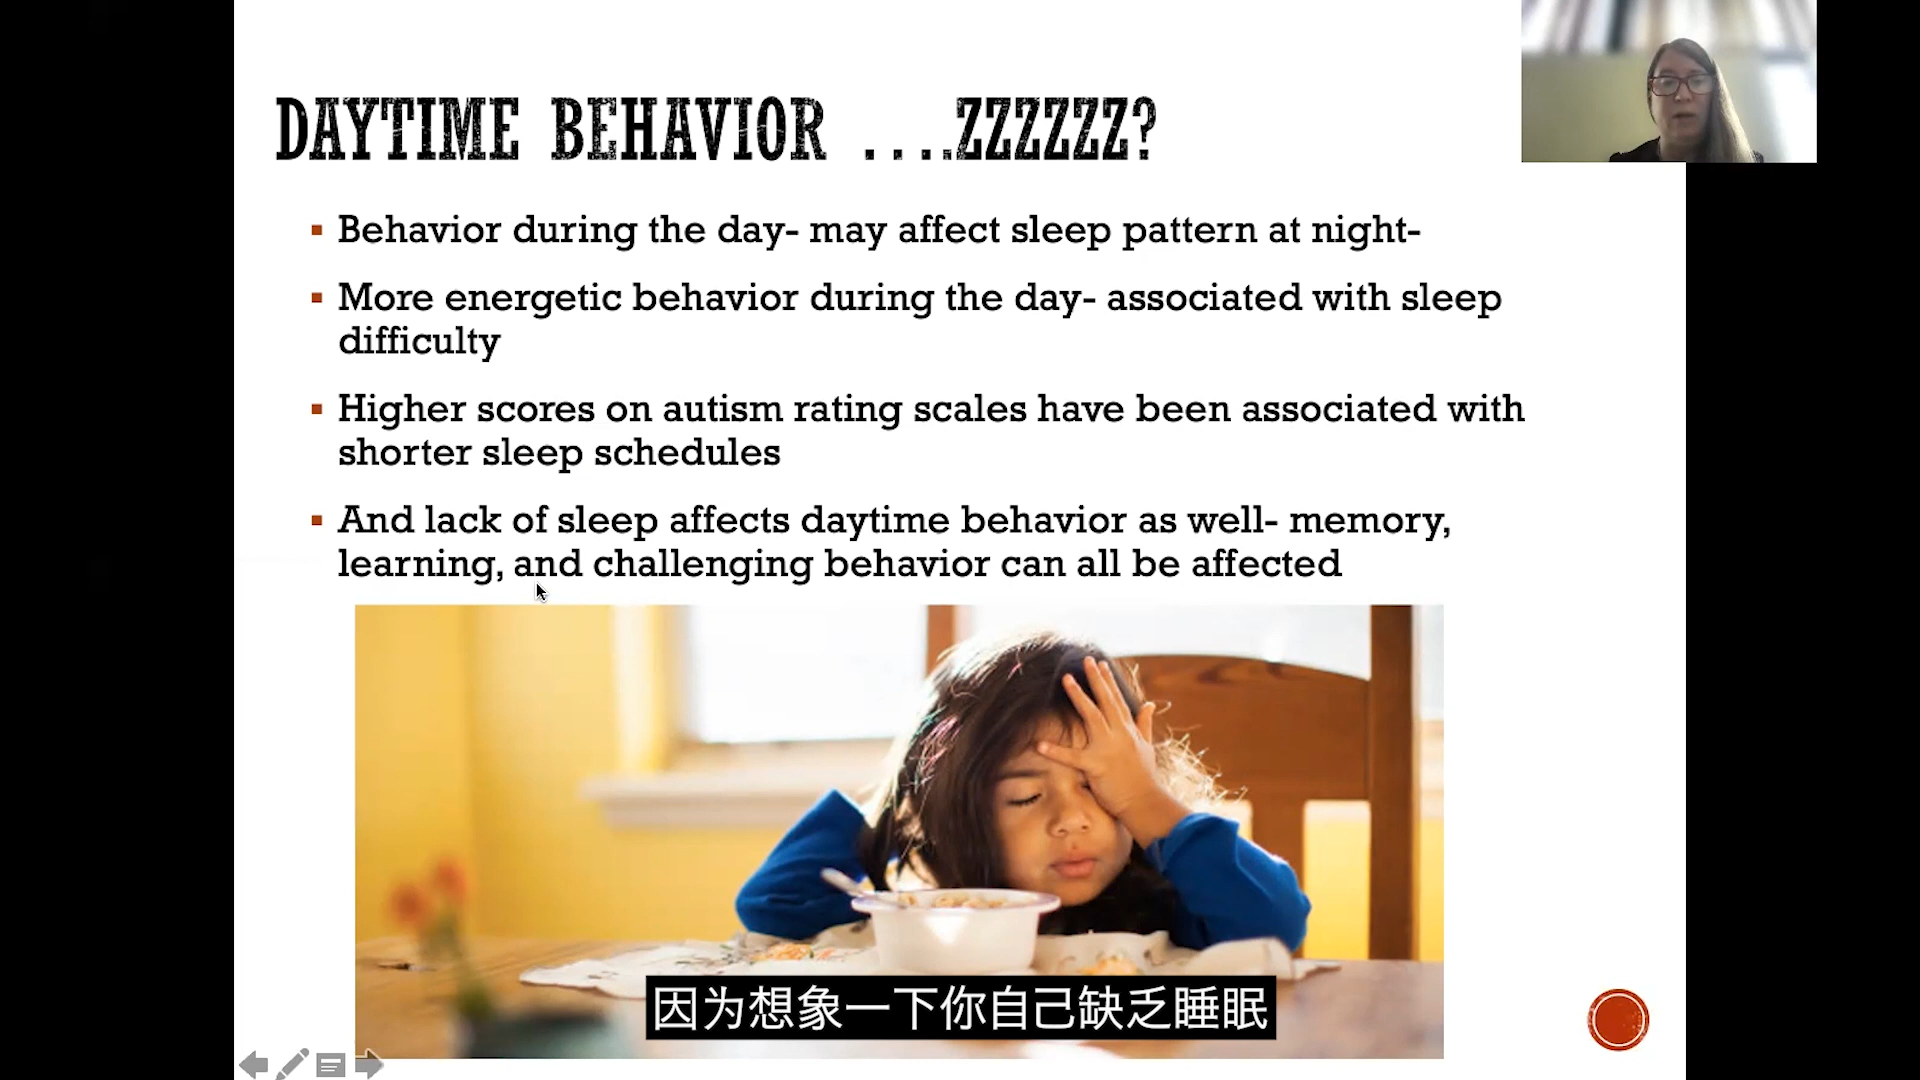 DAYTIME BEHAVIOR ....ZZZZZZ?
Behavior during the day- may affect sleep pattern at night-
More energetic behavior during the day- associated with sleep
difficulty
Higher scores on autism rating scales have been associated with
shorter sleep schedules
And lack of sleep affects daytime behavior as well- memory,
learning, and challenging behavior can all be affected
因为想象一下你自己缺乏睡眠